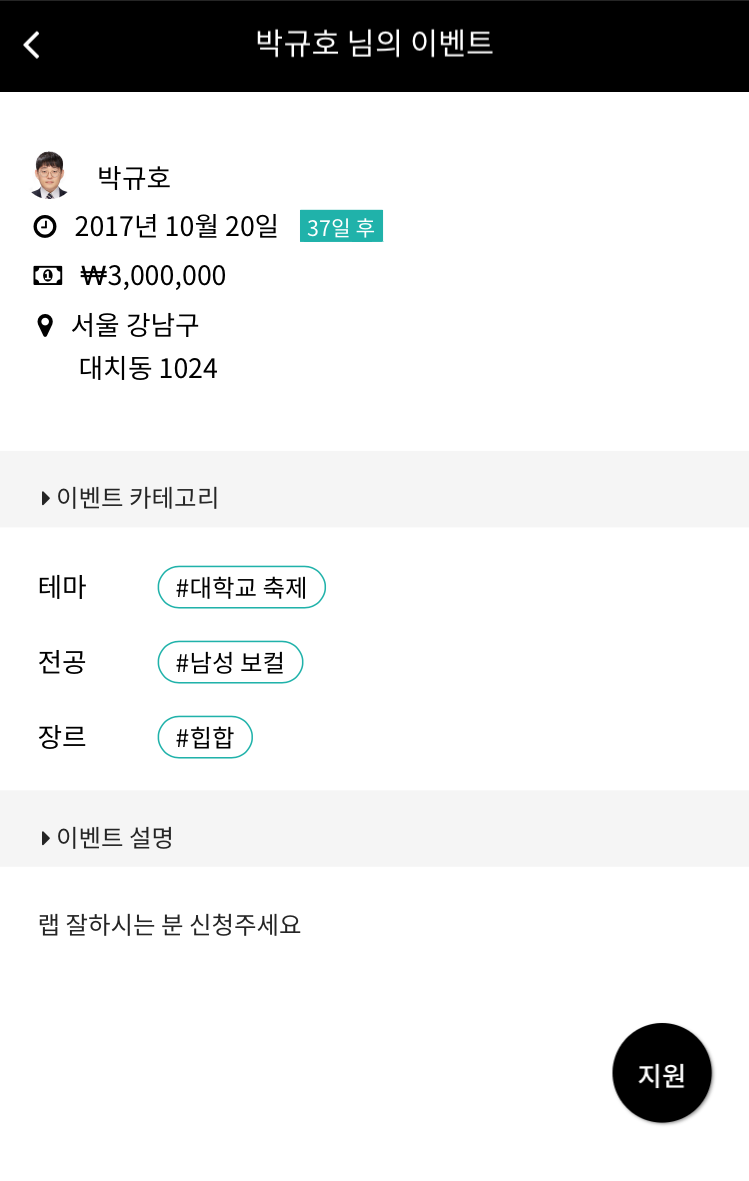 박규호 님의 이벤트
박규호
2017년 10월 20일 37일 후
₩3,000,000
서울 강남구
대치동 1024
이벤트 카테고리
테마 #대학교 축제
전공 #남성 보컬
장르 #힙합
이벤트 설명
랩 잘하시는 분 신청주세요
지원